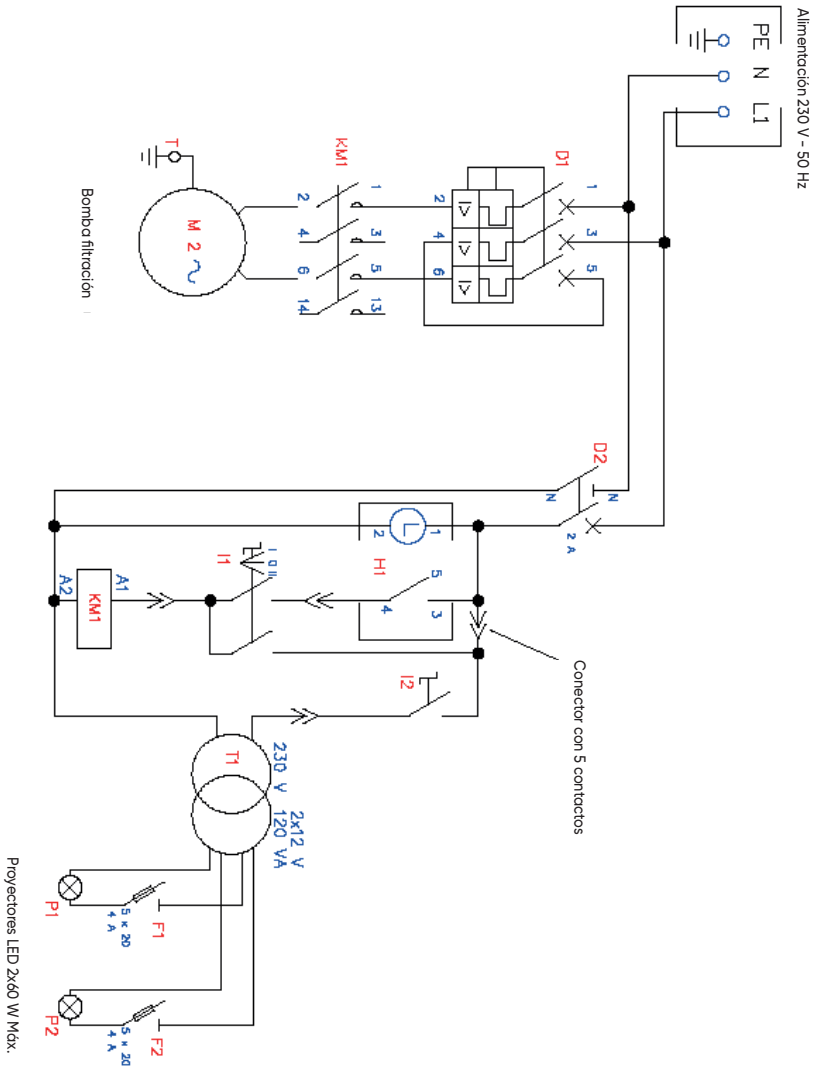 Alimentación 230 V - 50 Hz
PE
N
L1
D1
1
3
5
2
4
6
I>
I>
I>
KM1
1
3
5
13
2
4
6
14
T
M 2 ~
Bomba filtración
D2
N
N
2 A
L
1
2
H1
5
3
4
I1
I 0 II
A1
KM1
A2
I2
Conector con 5 contactos
T1
230 V
2x12 V
120 VA
F1
5 x 20
4 A
P1
F2
5 x 20
4 A
P2
Proyectores LED 2x60 W Máx.